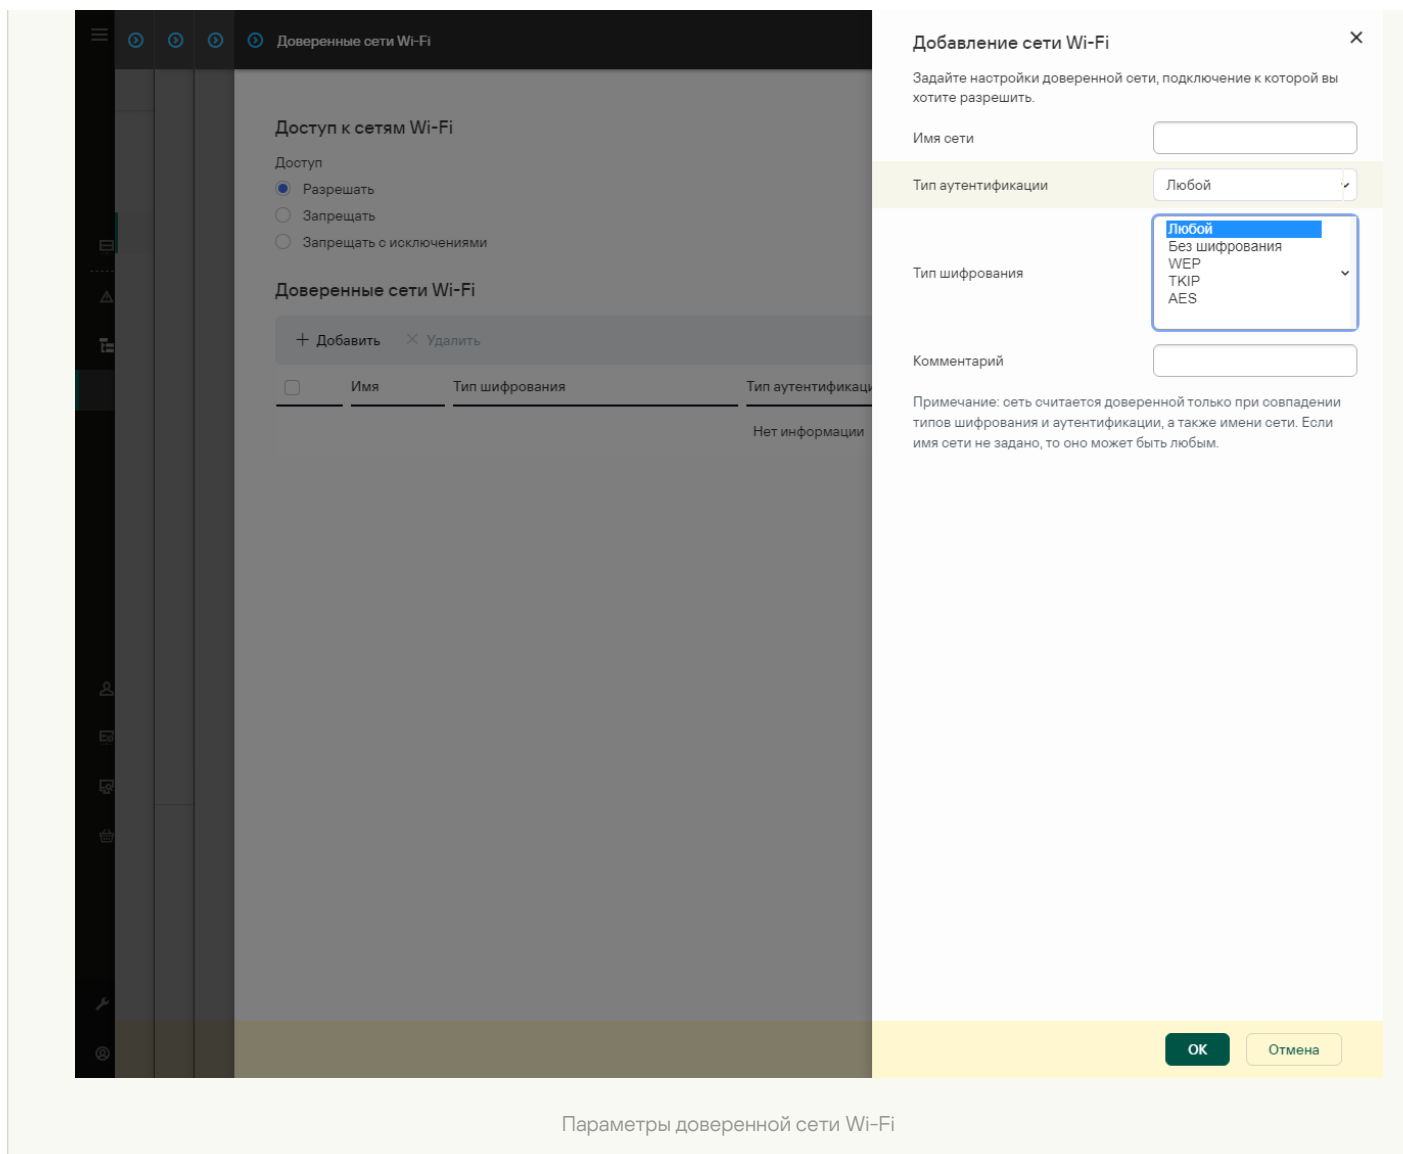 Доверенные сети Wi-Fi
Доступ к сетям Wi-Fi
Доступ
Разрешать
Запрещать
Запрещать с исключениями
Доверенные сети Wi-Fi
+ Добавить × Удалить
Имя Тип шифрования Тип аутентификаци
Нет информации
Добавление сети Wi-Fi
Задайте настройки доверенной сети, подключение к которой вы
хотите разрешить.
Имя сети
Тип аутентификации Любой
Тип шифрования
Любой
Без шифрования
WEP
TKIP
AES
Комментарий
Примечание: сеть считается доверенной только при совпадении
типов шифрования и аутентификации, а также имени сети. Если
имя сети не задано, то оно может быть любым.
ОК Отмена
Параметры доверенной сети Wi-Fi